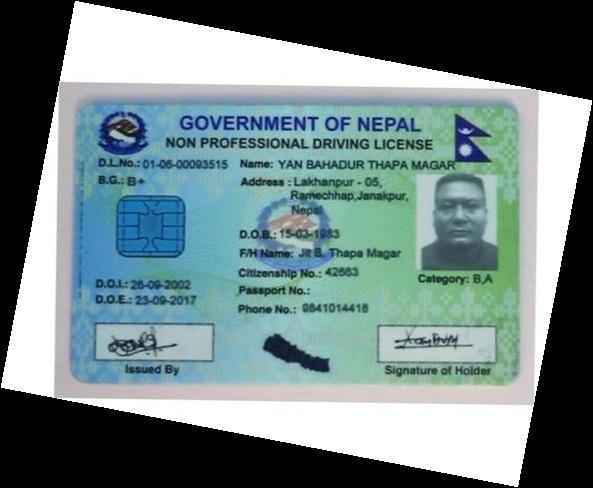 GOVERNMENT OF NEPAL
NON PROFESSIONAL DRIVING LICENSE
D.L.No.: 01-06-00093515 Name: YAN BAHADUR THAPA MAGAR
B.G.: B+
Address : Lakhanpur - 05,
Ramechhap,Janakpur,
Nepal
D.O.B.: 15-03-1983
F/H Name: Jit B. Thapa Magar
Citizenship No.: 42663
Passport No.:
Phone No.: 9841014418
D.O.I.: 26-09-2002
D.O.E.: 23-09-2017
Category: B,A
Issued By
Signature of Holder